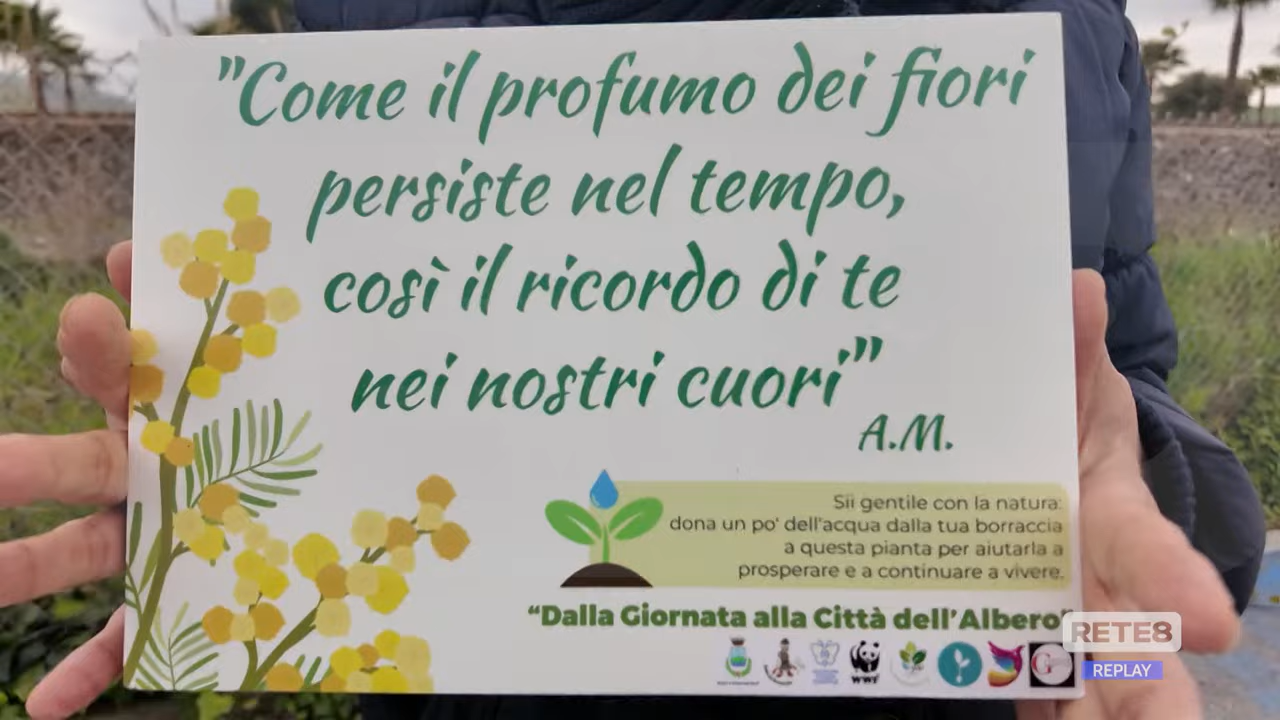 "Come il profumo dei fiori
persiste nel tempo,
così il ricordo di te
nei nostri cuori"
A.M.
Sii gentile con la natura:
dona un po' dell'acqua dalla tua borraccia
a questa pianta per aiutarla a
prosperare e a continuare a vivere.
“Dalla Giornata alla Città dell'Albero”
WWF
RETE8
REPLAY